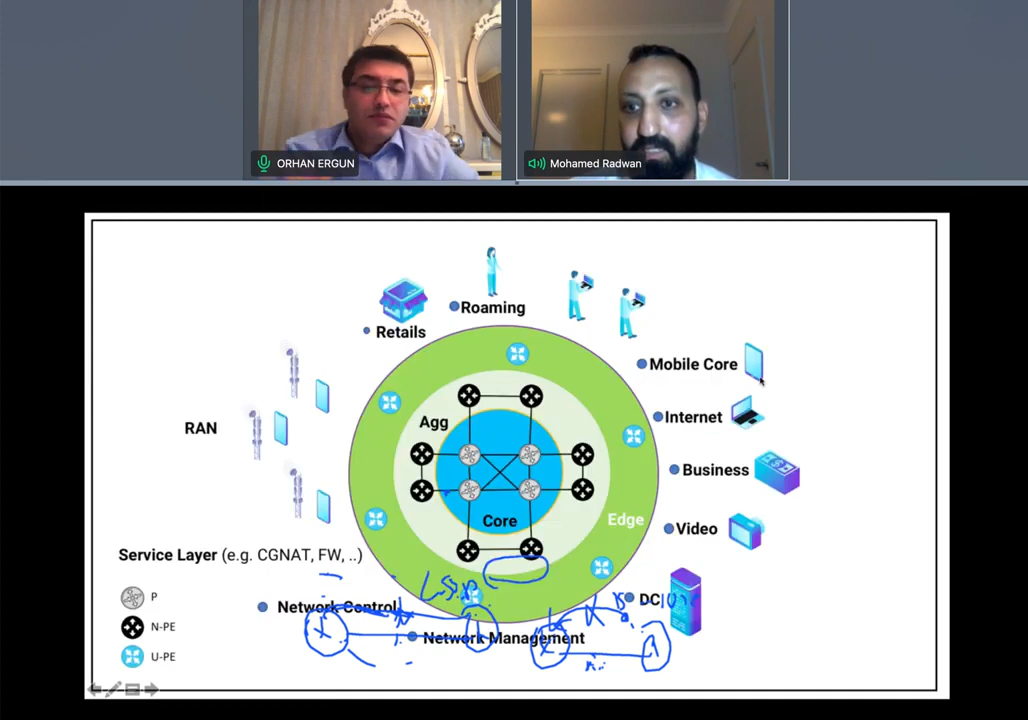 ORHAN ERGUN
Mohamed Radwan
Roaming
Retails
Mobile Core
RAN
Agg
Internet
Business
Core
Edge
Video
Service Layer (e.g. CGNAT, FW, ..)
P
DC
Network Control
N-PE
Network Management
U-PE